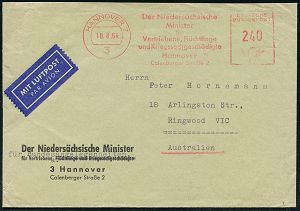 HANNOVER
3
Der Niedersächsische
Minister
für
Vertriebene, Flüchtlinge
und Kriegssachgeschädigte
Hannover
Calenberger Straße 2
DEUTSCHE
BUNDESPOST
240
MIT LUFTPOST
PAR AVION
Peter Hornemann
18 Arlington Str.,
Ringwood VIC
Australien
Der Niedersächsische Minister
für Vertriebene, Flüchtlinge und Kriegssachgeschädigte
3 Hannover
Calenberger Straße 2